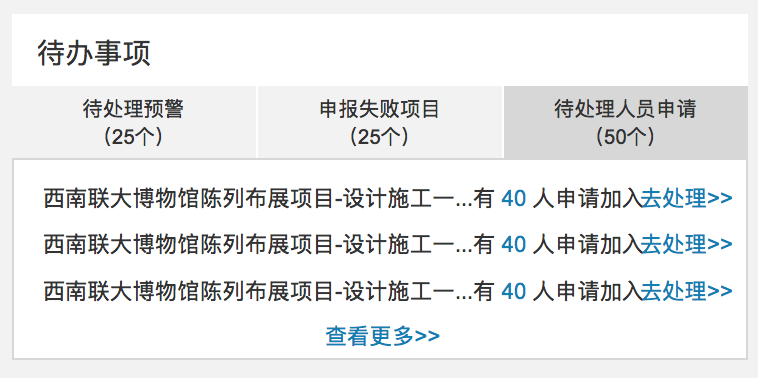 待办事项
待处理预警
（25个）
申报失败项目
（25个）
待处理人员申请
（50个）
西南联大博物馆陈列布展项目-设计施工一...有 40 人申请加入去处理>>
西南联大博物馆陈列布展项目-设计施工一...有 40 人申请加入去处理>>
西南联大博物馆陈列布展项目-设计施工一...有 40 人申请加入去处理>>
查看更多>>